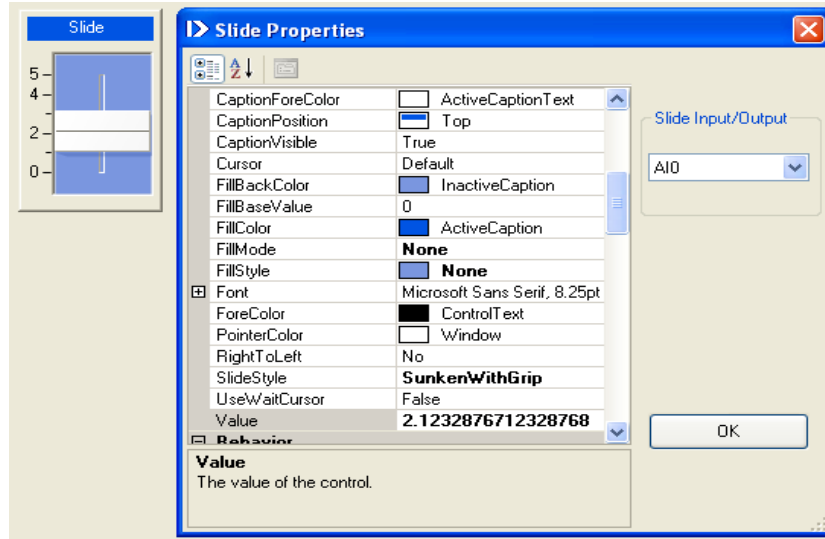 Slide
5
4
2
0
Slide Properties
CaptionForeColor ActiveCaptionText
CaptionPosition Top
CaptionVisible True
Cursor Default
FillBackColor InactiveCaption
FillBaseValue 0
FillColor ActiveCaption
FillMode None
FillStyle None
Font Microsoft Sans Serif, 8.25pt
ForeColor ControlText
PointerColor Window
RightToLeft No
SlideStyle SunkenWithGrip
UseWaitCursor False
Value 2.1232876712328768
Behavior
Value
The value of the control.
Slide Input/Output
AI0
OK